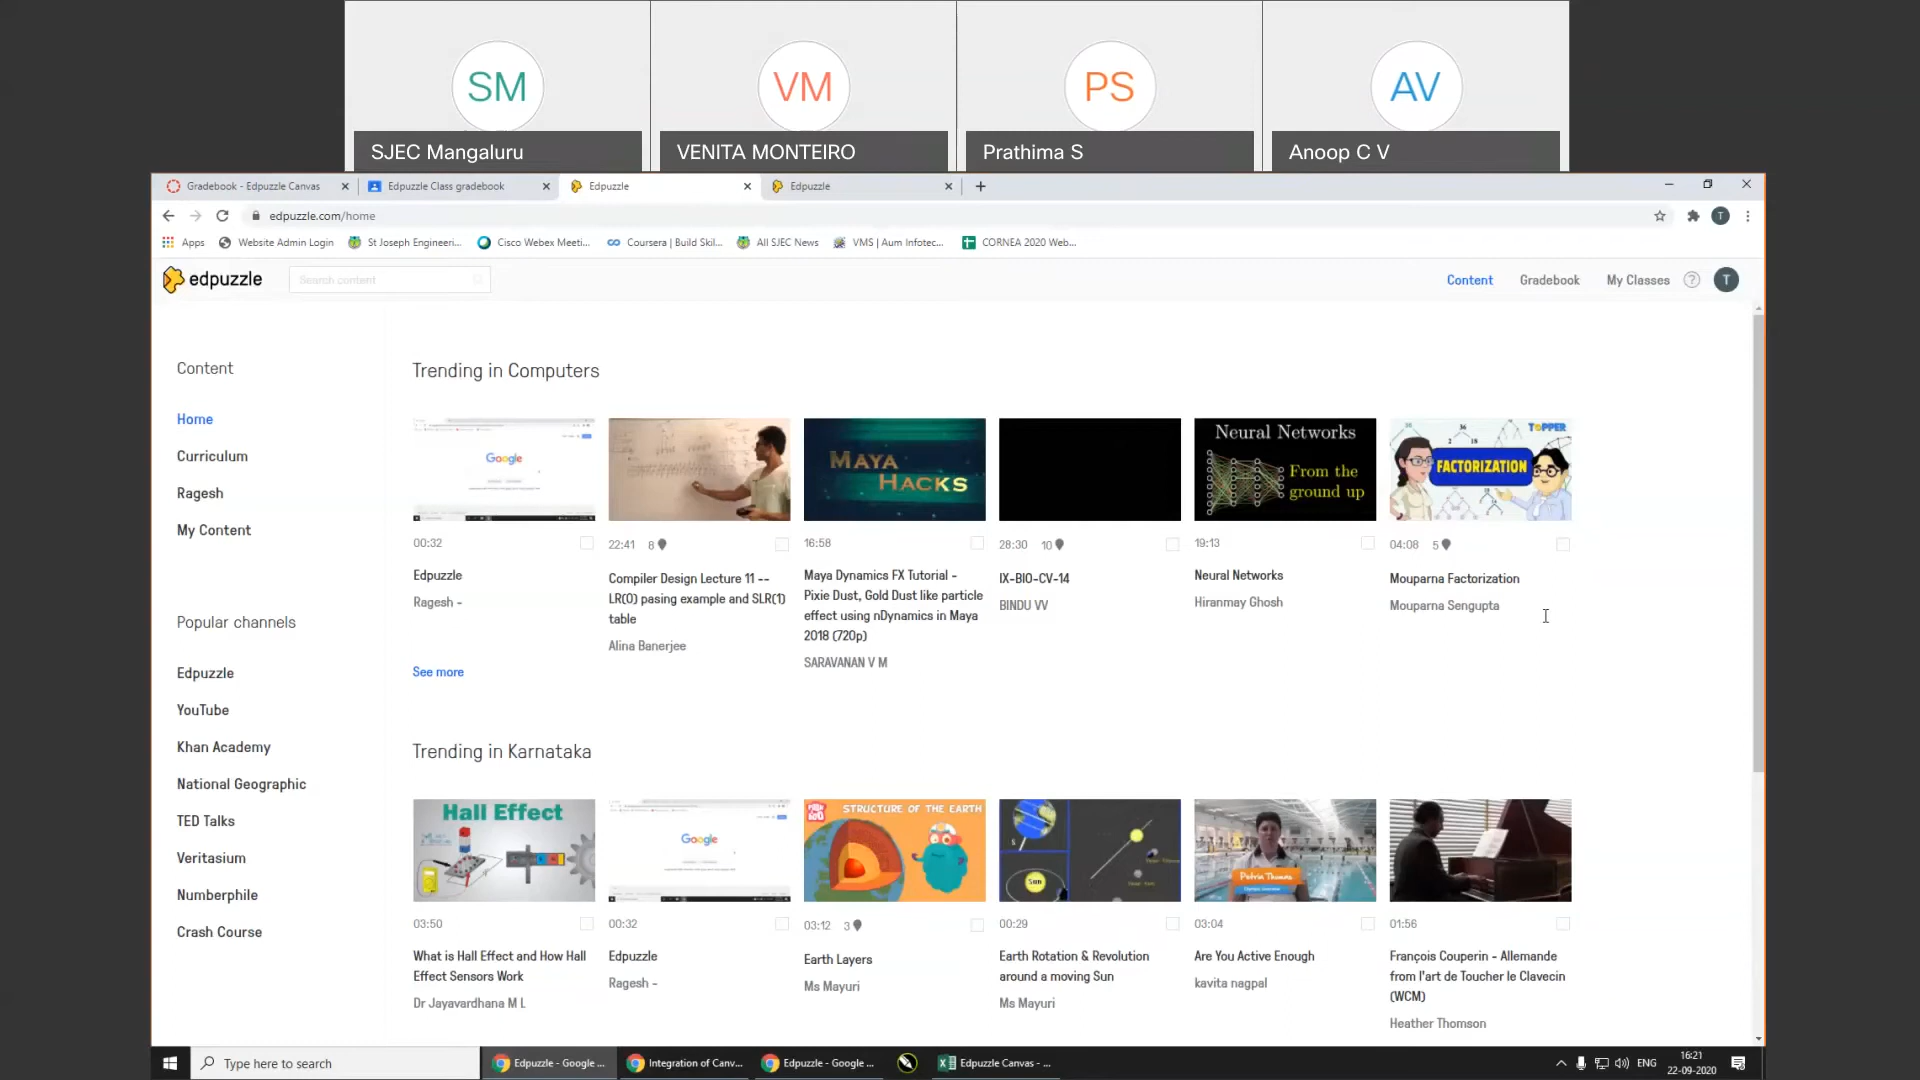 SM
VM
PS
AV
SJEC Mangaluru
VENITA MONTEIRO
Prathima S
Anoop C V
Gradebook - Edpuzzle Canvas
Edpuzzle Class gradebook
Edpuzzle
Edpuzzle
edpuzzle.com/home
T
Apps
Website Admin Login
St Joseph Engineeri...
Cisco Webex Meeti...
Coursera | Build Skil...
All SJEC News
VMS | Aum Infotec...
CORNEA 2020 Web...
edpuzzle
Search content
Content
Gradebook
My Classes
?
T
Content
Home
Curriculum
Ragesh
My Content
Popular channels
Edpuzzle
YouTube
Khan Academy
National Geographic
TED Talks
Veritasium
Numberphile
Crash Course
Trending in Computers
Google
00:32
Edpuzzle
Ragesh -
22:41 8
Compiler Design Lecture 11 --
LR(0) pasing example and SLR(1)
table
Alina Banerjee
MAYA
HACKS
16:58
Maya Dynamics FX Tutorial -
Pixie Dust, Gold Dust like particle
effect using nDynamics in Maya
2018 (720p)
SARAVANAN V M
28:30 10
IX-BIO-CV-14
BINDU VV
Neural Networks
From the
ground up
19:13
Neural Networks
Hiranmay Ghosh
36
2 18
TOPPER
FACTORIZATION
04:08 5
Mouparna Factorization
Mouparna Sengupta
See more
Trending in Karnataka
Hall Effect
03:50
What is Hall Effect and How Hall
Effect Sensors Work
Dr Jayavardhana M L
Google
00:32
Edpuzzle
Ragesh -
STRUCTURE OF THE EARTH
03:12 3
Earth Layers
Ms Mayuri
Sun
00:29
Earth Rotation & Revolution
around a moving Sun
Ms Mayuri
03:04
Are You Active Enough
kavita nagpal
01:56
François Couperin - Allemande
from l'art de Toucher le Clavecin
(WCM)
Heather Thomson
Type here to search
Edpuzzle - Google ...
Integration of Canv...
Edpuzzle - Google ...
Edpuzzle Canvas - ...
ENG
16:21
22-09-2020